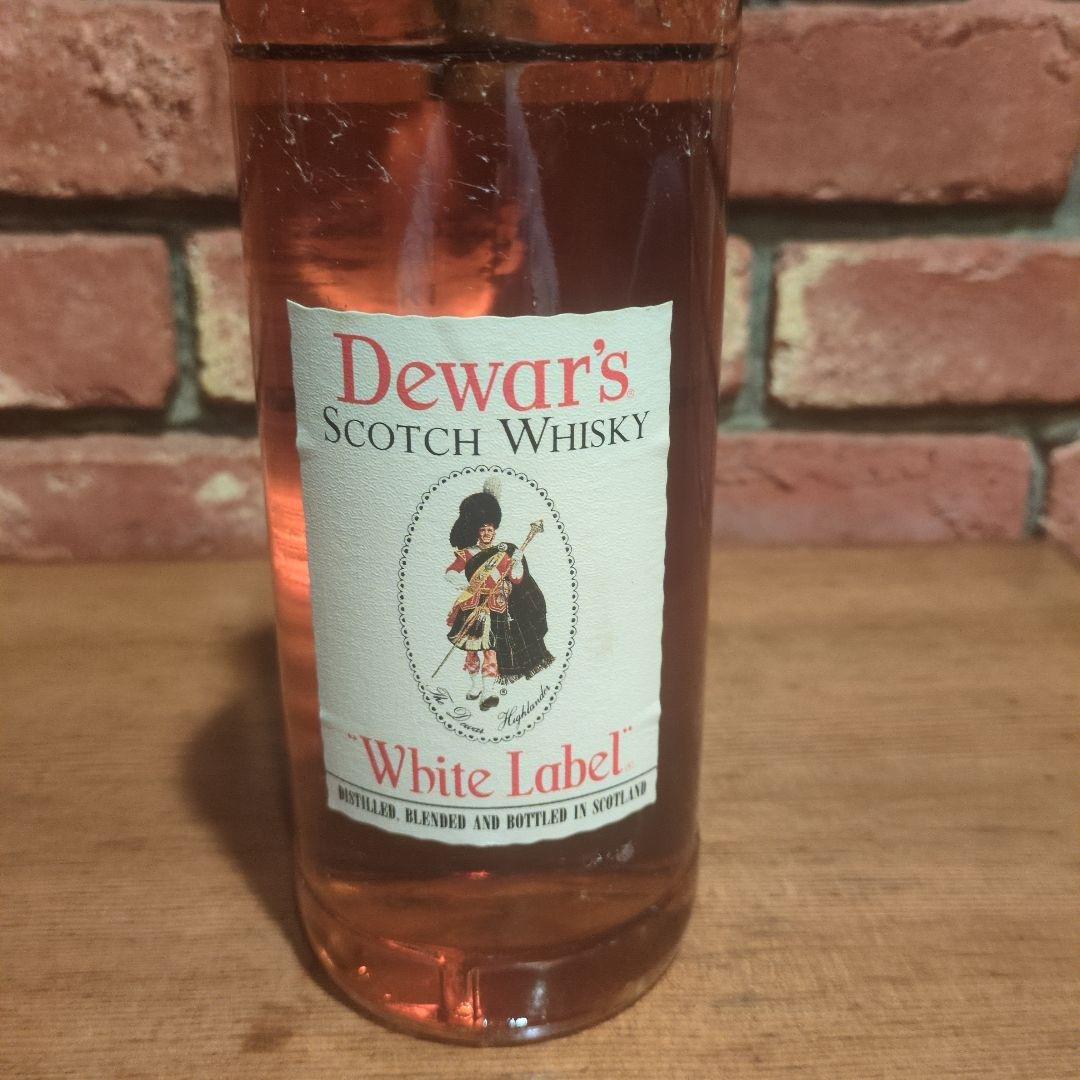 Dewar's®
SCOTCH WHISKY
The Dewar Highlander ®
"White Label"®
DISTILLED, BLENDED AND BOTTLED IN SCOTLAND